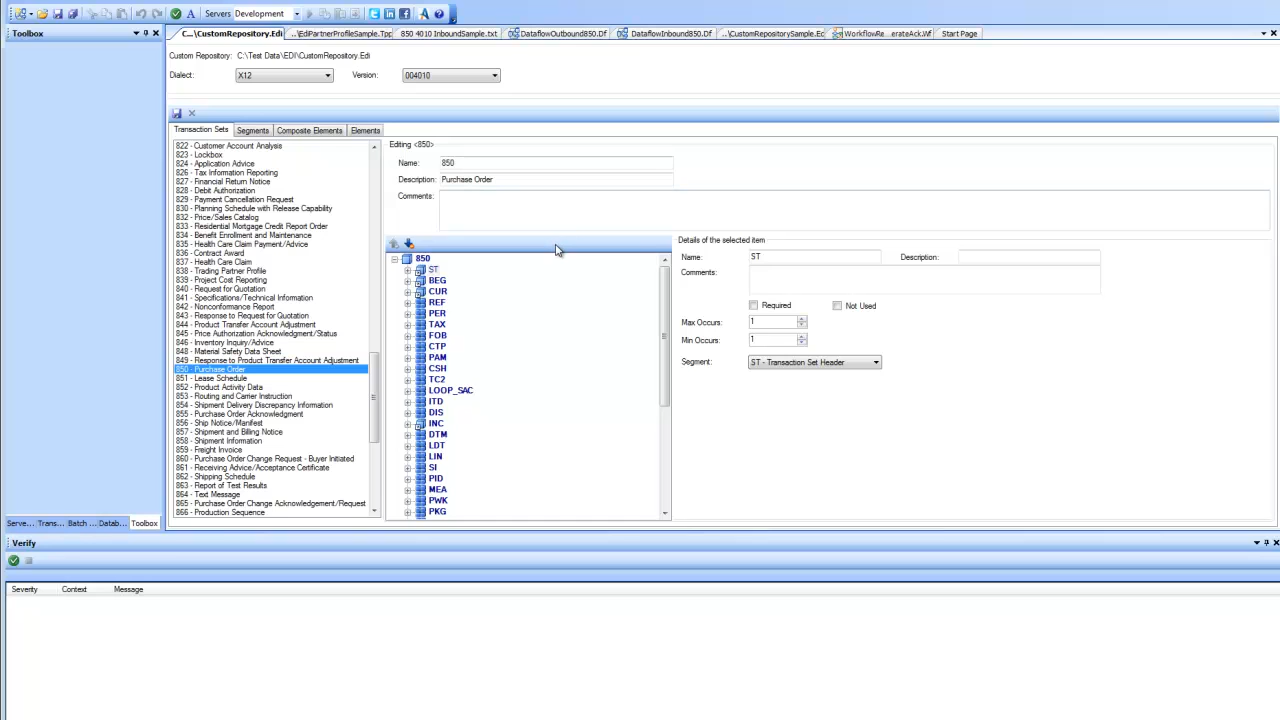 Servers Development
Toolbox
C...\CustomRepository.Edi ..\EdiPartnerProfileSample.Tpp 850 4010 InboundSample.txt DataflowOutbound850.Df DataflowInbound850.Df ..\CustomRepositorySample.Ec WorkflowRe...erateAck.Wf Start Page
Custom Repository: C:\Test Data\EDI\CustomRepository.Edi
Dialect: X12 Version: 004010
Transaction Sets Segments Composite Elements Elements
822 - Customer Account Analysis
823 - Lockbox
824 - Application Advice
826 - Tax Information Reporting
827 - Financial Return Notice
828 - Debit Authorization
829 - Payment Cancellation Request
830 - Planning Schedule with Release Capability
832 - Price/Sales Catalog
833 - Residential Mortgage Credit Report Order
834 - Benefit Enrollment and Maintenance
835 - Health Care Claim Payment/Advice
836 - Contract Award
837 - Health Care Claim
838 - Trading Partner Profile
839 - Project Cost Reporting
840 - Request for Quotation
841 - Specifications/Technical Information
842 - Nonconformance Report
843 - Response to Request for Quotation
844 - Product Transfer Account Adjustment
845 - Price Authorization Acknowledgment/Status
846 - Inventory Inquiry/Advice
848 - Material Safety Data Sheet
849 - Response to Product Transfer Account Adjustment
850 - Purchase Order
851 - Lease Schedule
852 - Product Activity Data
853 - Routing and Carrier Instruction
854 - Shipment Delivery Discrepancy Information
855 - Purchase Order Acknowledgment
856 - Ship Notice/Manifest
857 - Shipment and Billing Notice
858 - Shipment Information
859 - Freight Invoice
860 - Purchase Order Change Request - Buyer Initiated
861 - Receiving Advice/Acceptance Certificate
862 - Shipping Schedule
863 - Report of Test Results
864 - Text Message
865 - Purchase Order Change Acknowledgement/Request
866 - Production Sequence
Editing <850>
Name: 850
Description: Purchase Order
Comments:
850
ST
BEG
CUR
REF
PER
TAX
FOB
CTP
PAM
CSH
TC2
LOOP_SAC
ITD
DIS
INC
DTM
LDT
LIN
SI
PID
MEA
PWK
PKG
Details of the selected item
Name: ST Description:
Comments:
Required Not Used
Max Occurs: 1
Min Occurs: 1
Segment: ST - Transaction Set Header
Serve... Trans... Batch ... Datab... Toolbox
Verify
Severity Context Message